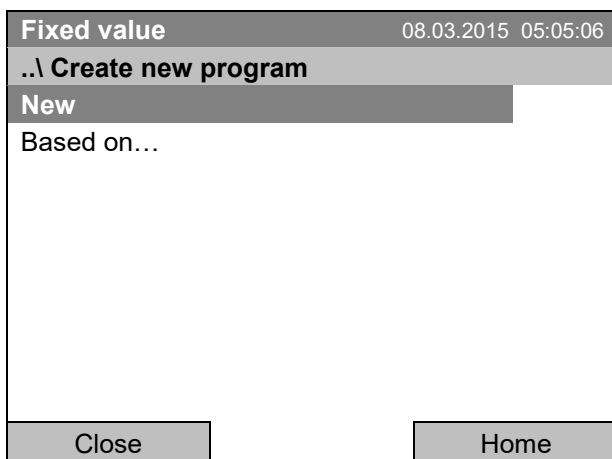 Fixed value 08.03.2015 05:05:06
..\ Create new program
New
Based on…
Close Home